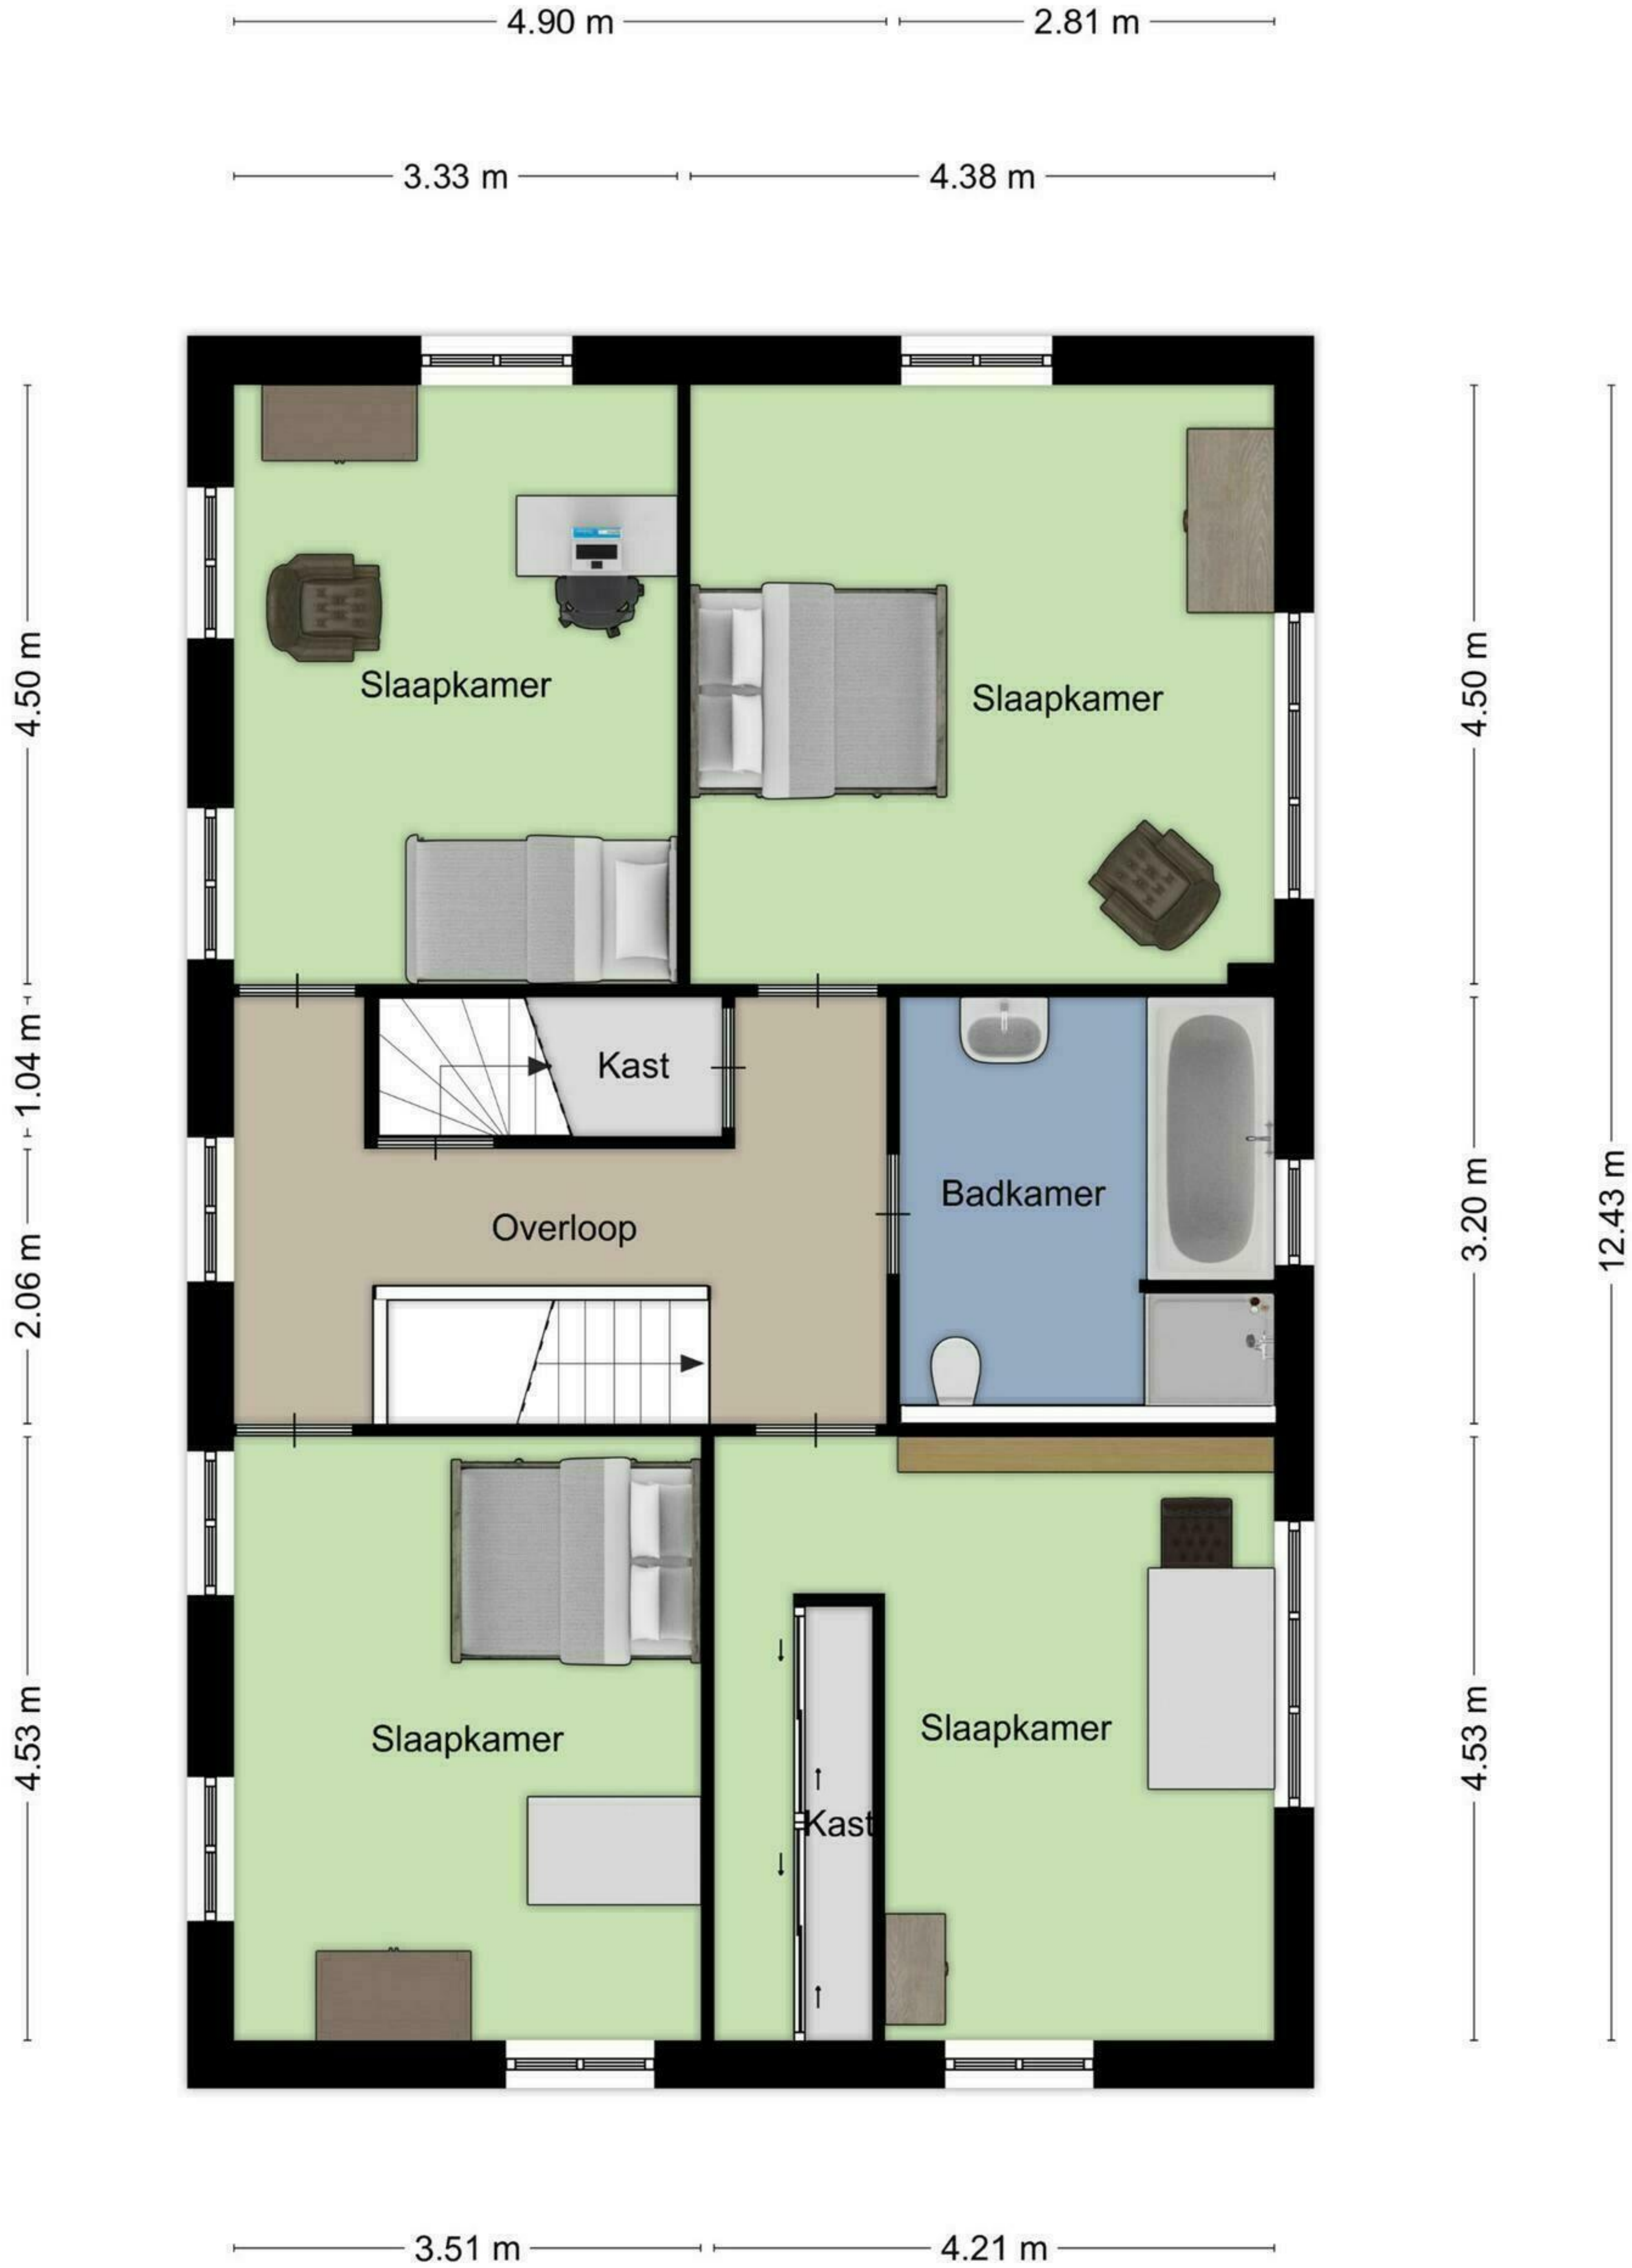 4.90 m
2.81 m
3.33 m
4.38 m
4.50 m
1.04 m
2.06 m
4.53 m
Slaapkamer
Slaapkamer
Kast
Overloop
Badkamer
Slaapkamer
Slaapkamer
Kast
4.50 m
3.20 m
4.53 m
12.43 m
3.51 m
4.21 m